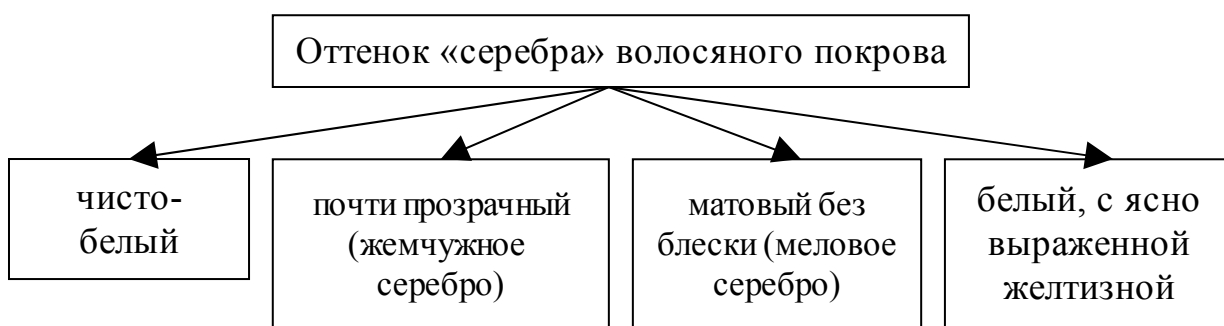 Оттенок «серебра» волосяного покрова
чисто-
белый
почти прозрачный
(жемчужное
серебро)
матовый без
блески (меловое
серебро)
белый, с ясно
выраженной
желтизной